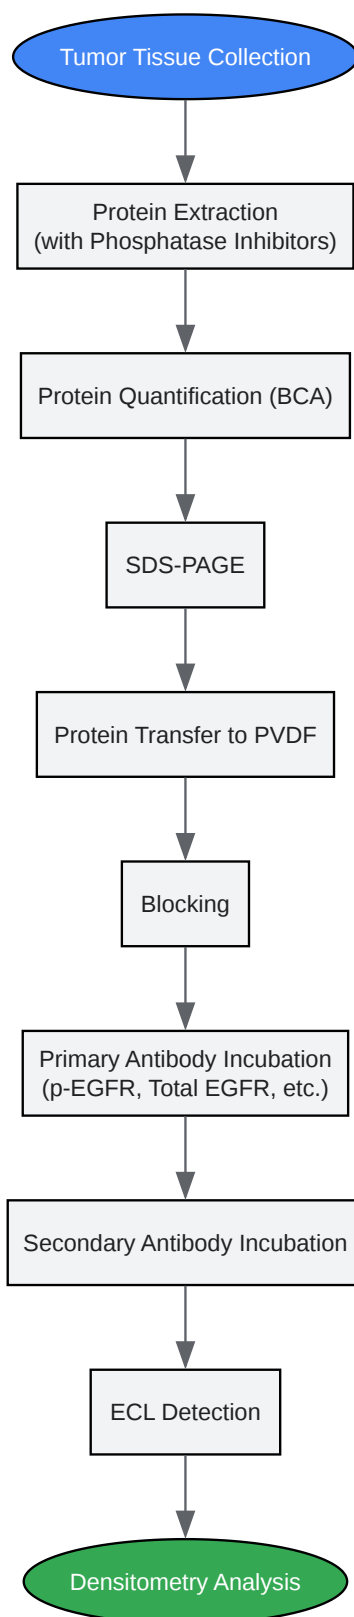 Tumor Tissue Collection
Protein Extraction
(with Phosphatase Inhibitors)
Protein Quantification (BCA)
SDS-PAGE
Protein Transfer to PVDF
Blocking
Primary Antibody Incubation
(p-EGFR, Total EGFR, etc.)
Secondary Antibody Incubation
ECL Detection
Densitometry Analysis